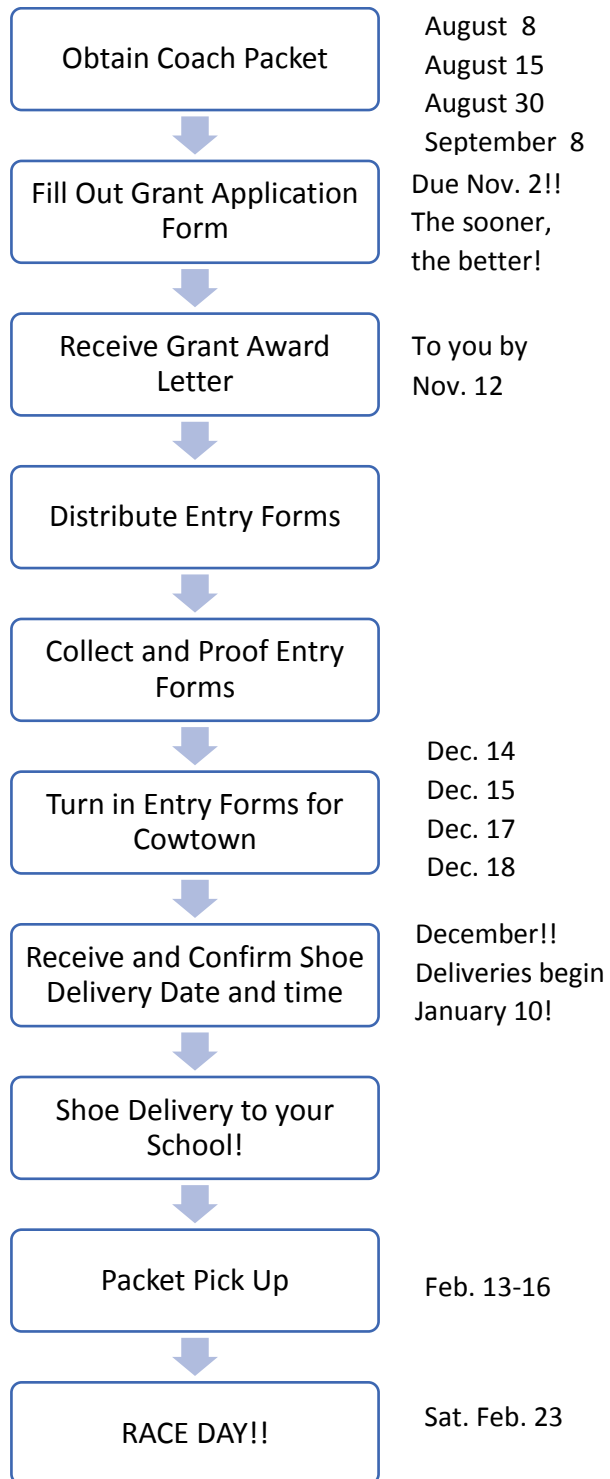 Obtain Coach Packet
August 8
August 15
August 30
September 8
Fill Out Grant Application
Form
Due Nov. 2!!
The sooner,
the better!
Receive Grant Award
Letter
To you by
Nov. 12
Distribute Entry Forms
Collect and Proof Entry
Forms
Turn in Entry Forms for
Cowtown
Dec. 14
Dec. 15
Dec. 17
Dec. 18
Receive and Confirm Shoe
Delivery Date and time
December!!
Deliveries begin
January 10!
Shoe Delivery to your
School!
Packet Pick Up
Feb. 13-16
RACE DAY!!
Sat. Feb. 23